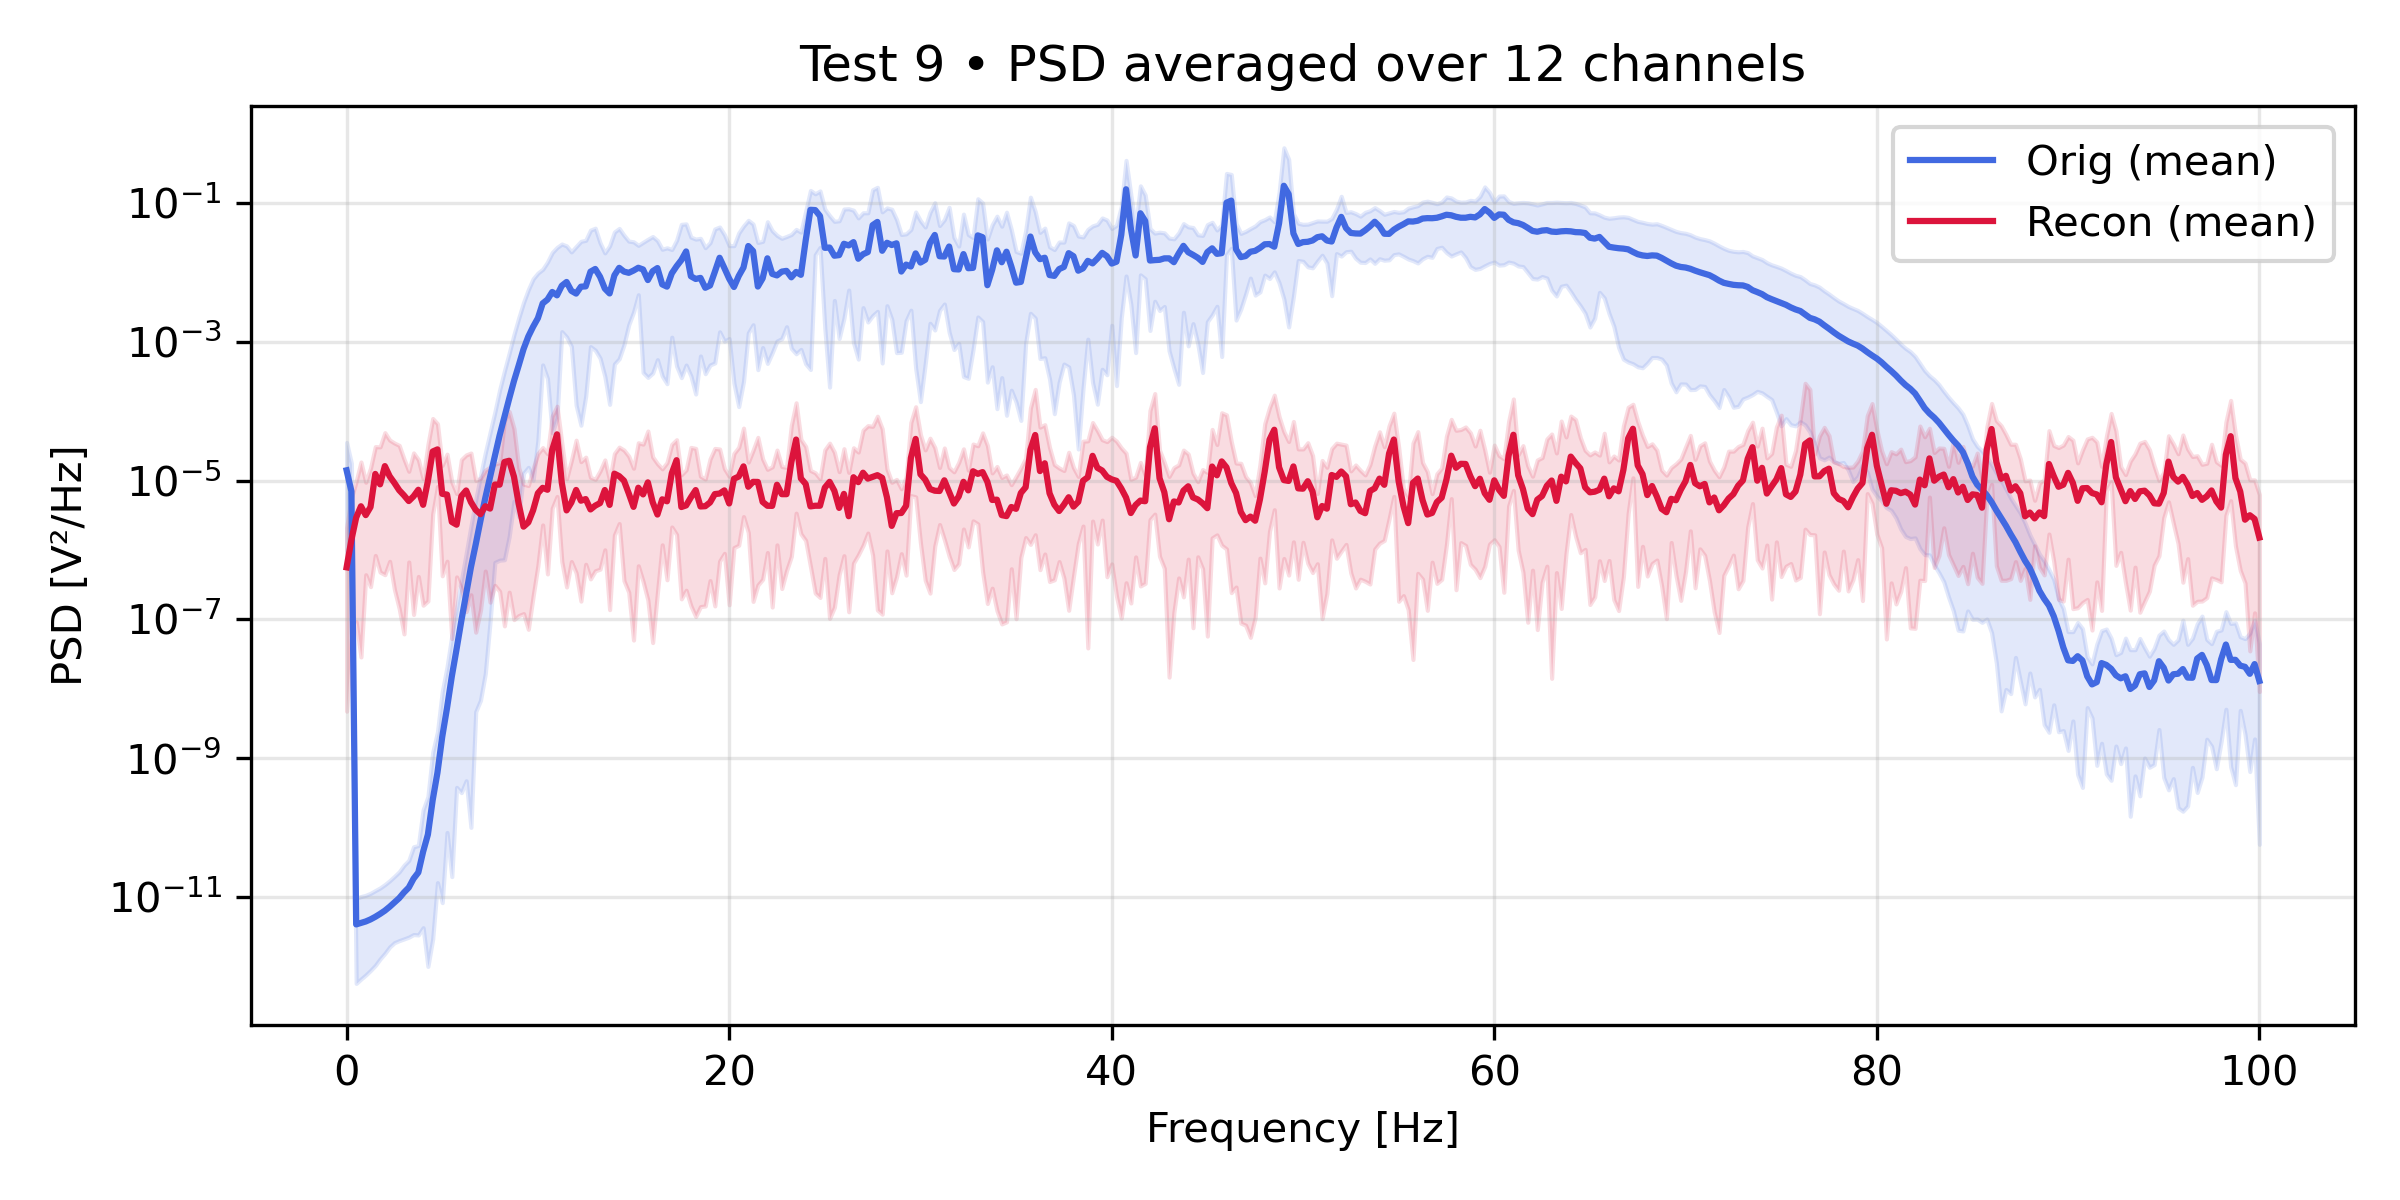 Test 9 • PSD averaged over 12 channels
Orig (mean)
Recon (mean)
PSD [V²/Hz]
10⁻¹
10⁻³
10⁻⁵
10⁻⁷
10⁻⁹
10⁻¹¹
0 20 40 60 80 100
Frequency [Hz]